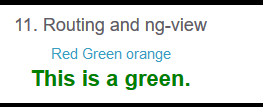 11. Routing and ng-view
Red Green orange
This is a green.